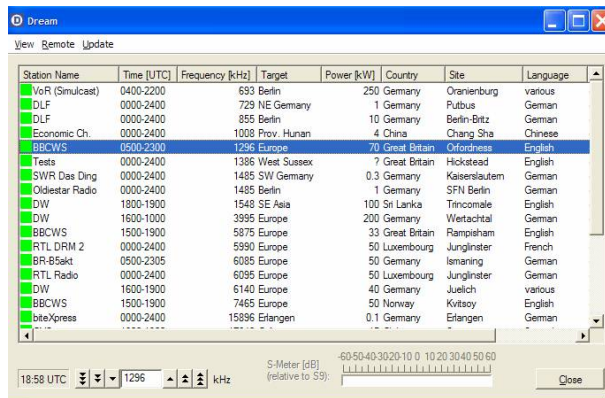 Dream
View Remote Update
Station Name Time [UTC] Frequency [kHz] Target Power [kW] Country Site Language
VoR (Simulcast) 0400-2200 693 Berlin 250 Germany Oranienburg various
DLF 0000-2400 729 NE Germany 1 Germany Putbus German
DLF 0000-2400 855 Berlin 10 Germany Berlin-Britz German
Economic Ch. 0000-2400 1008 Prov. Hunan 4 China Chang Sha Chinese
BBCWS 0500-2300 1296 Europe 70 Great Britain Orfordness English
Tests 0000-2400 1386 West Sussex ? Great Britain Hickstead English
SWR Das Ding 0000-2400 1485 SW Germany 0.3 Germany Kaiserslautern German
Oldiestar Radio 0000-2400 1485 Berlin 1 Germany SFN Berlin German
DW 1800-1900 1548 SE Asia 100 Sri Lanka Trincomale English
DW 1600-1000 3995 Europe 200 Germany Wertachtal German
BBCWS 1500-1900 5875 Europe 33 Great Britain Rampisham English
RTL DRM 2 0000-2400 5990 Europe 50 Luxembourg Junglinster French
BR-B5akt 0500-2305 6085 Europe 50 Germany Ismaning German
RTL Radio 0000-2400 6095 Europe 50 Luxembourg Junglinster German
DW 1600-1900 6140 Europe 40 Germany Juelich various
BBCWS 1500-1900 7465 Europe 50 Norway Kvitsoy English
biteXpress 0000-2400 15896 Erlangen 0.1 Germany Erlangen German
18:58 UTC 1296 kHz
S-Meter [dB]
(relative to S9):
-60-50-40-30-20-10 0 10 20 30 40 50 60
Close